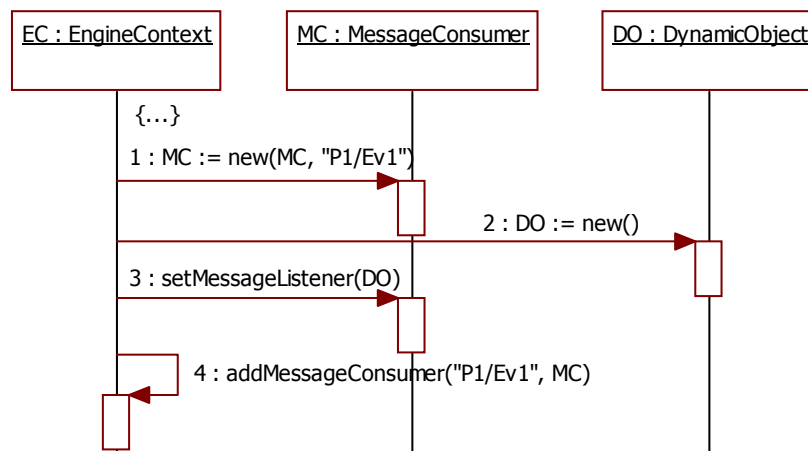 EC : EngineContext
MC : MessageConsumer
DO : DynamicObject
{...}
1 : MC := new(MC, "P1/Ev1")
2 : DO := new()
3 : setMessageListener(DO)
4 : addMessageConsumer("P1/Ev1", MC)